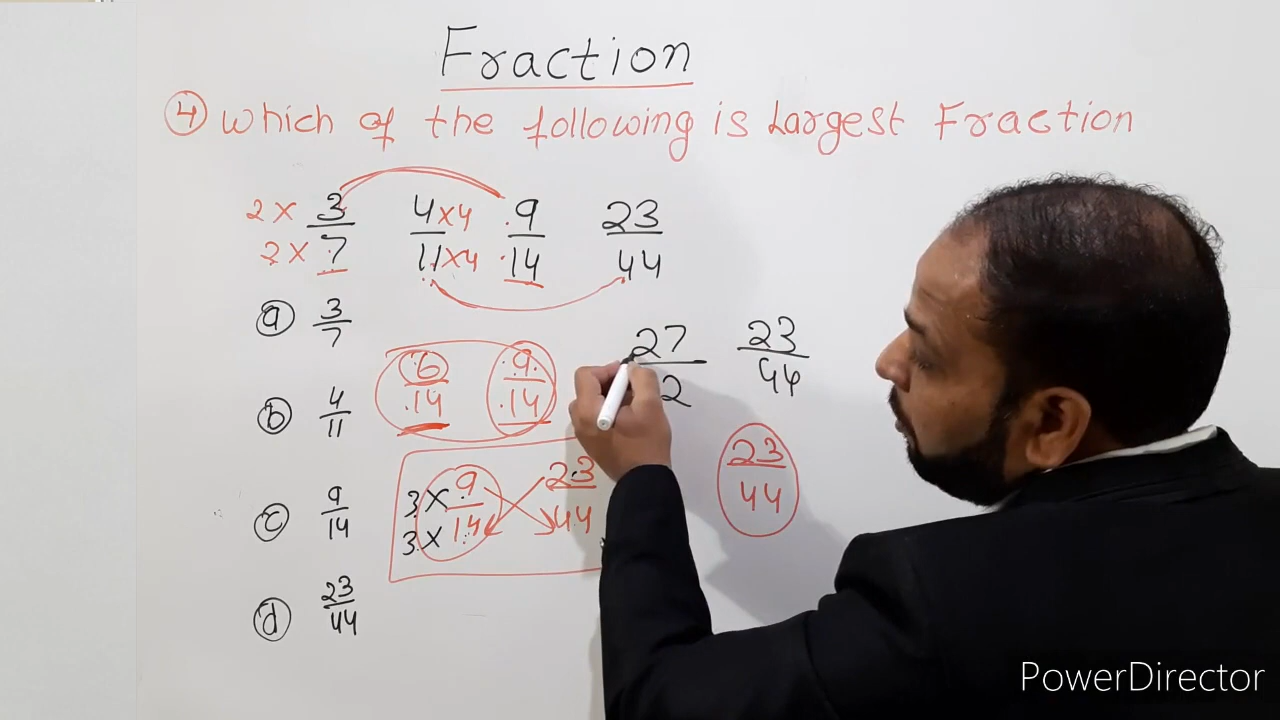 Fraction
4 Which of the following is Largest Fraction
2 × 3/7 4×4/11×4 9/14 23/44
2 ×
a 3/7
b 4/11
c 9/14
d 23/44
6/14 9/14
27/ 2 23/44
3 × 9/14 23/44
3 ×
23/44
PowerDirector